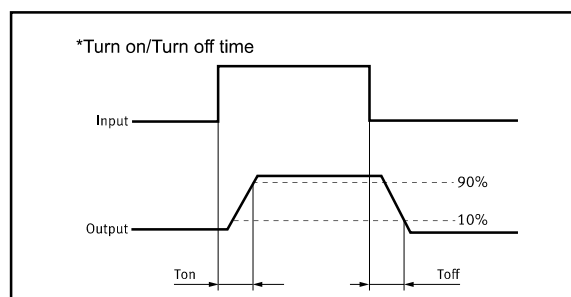 *Turn on/Turn off time
Input
90%
10%
Output
Ton
Toff